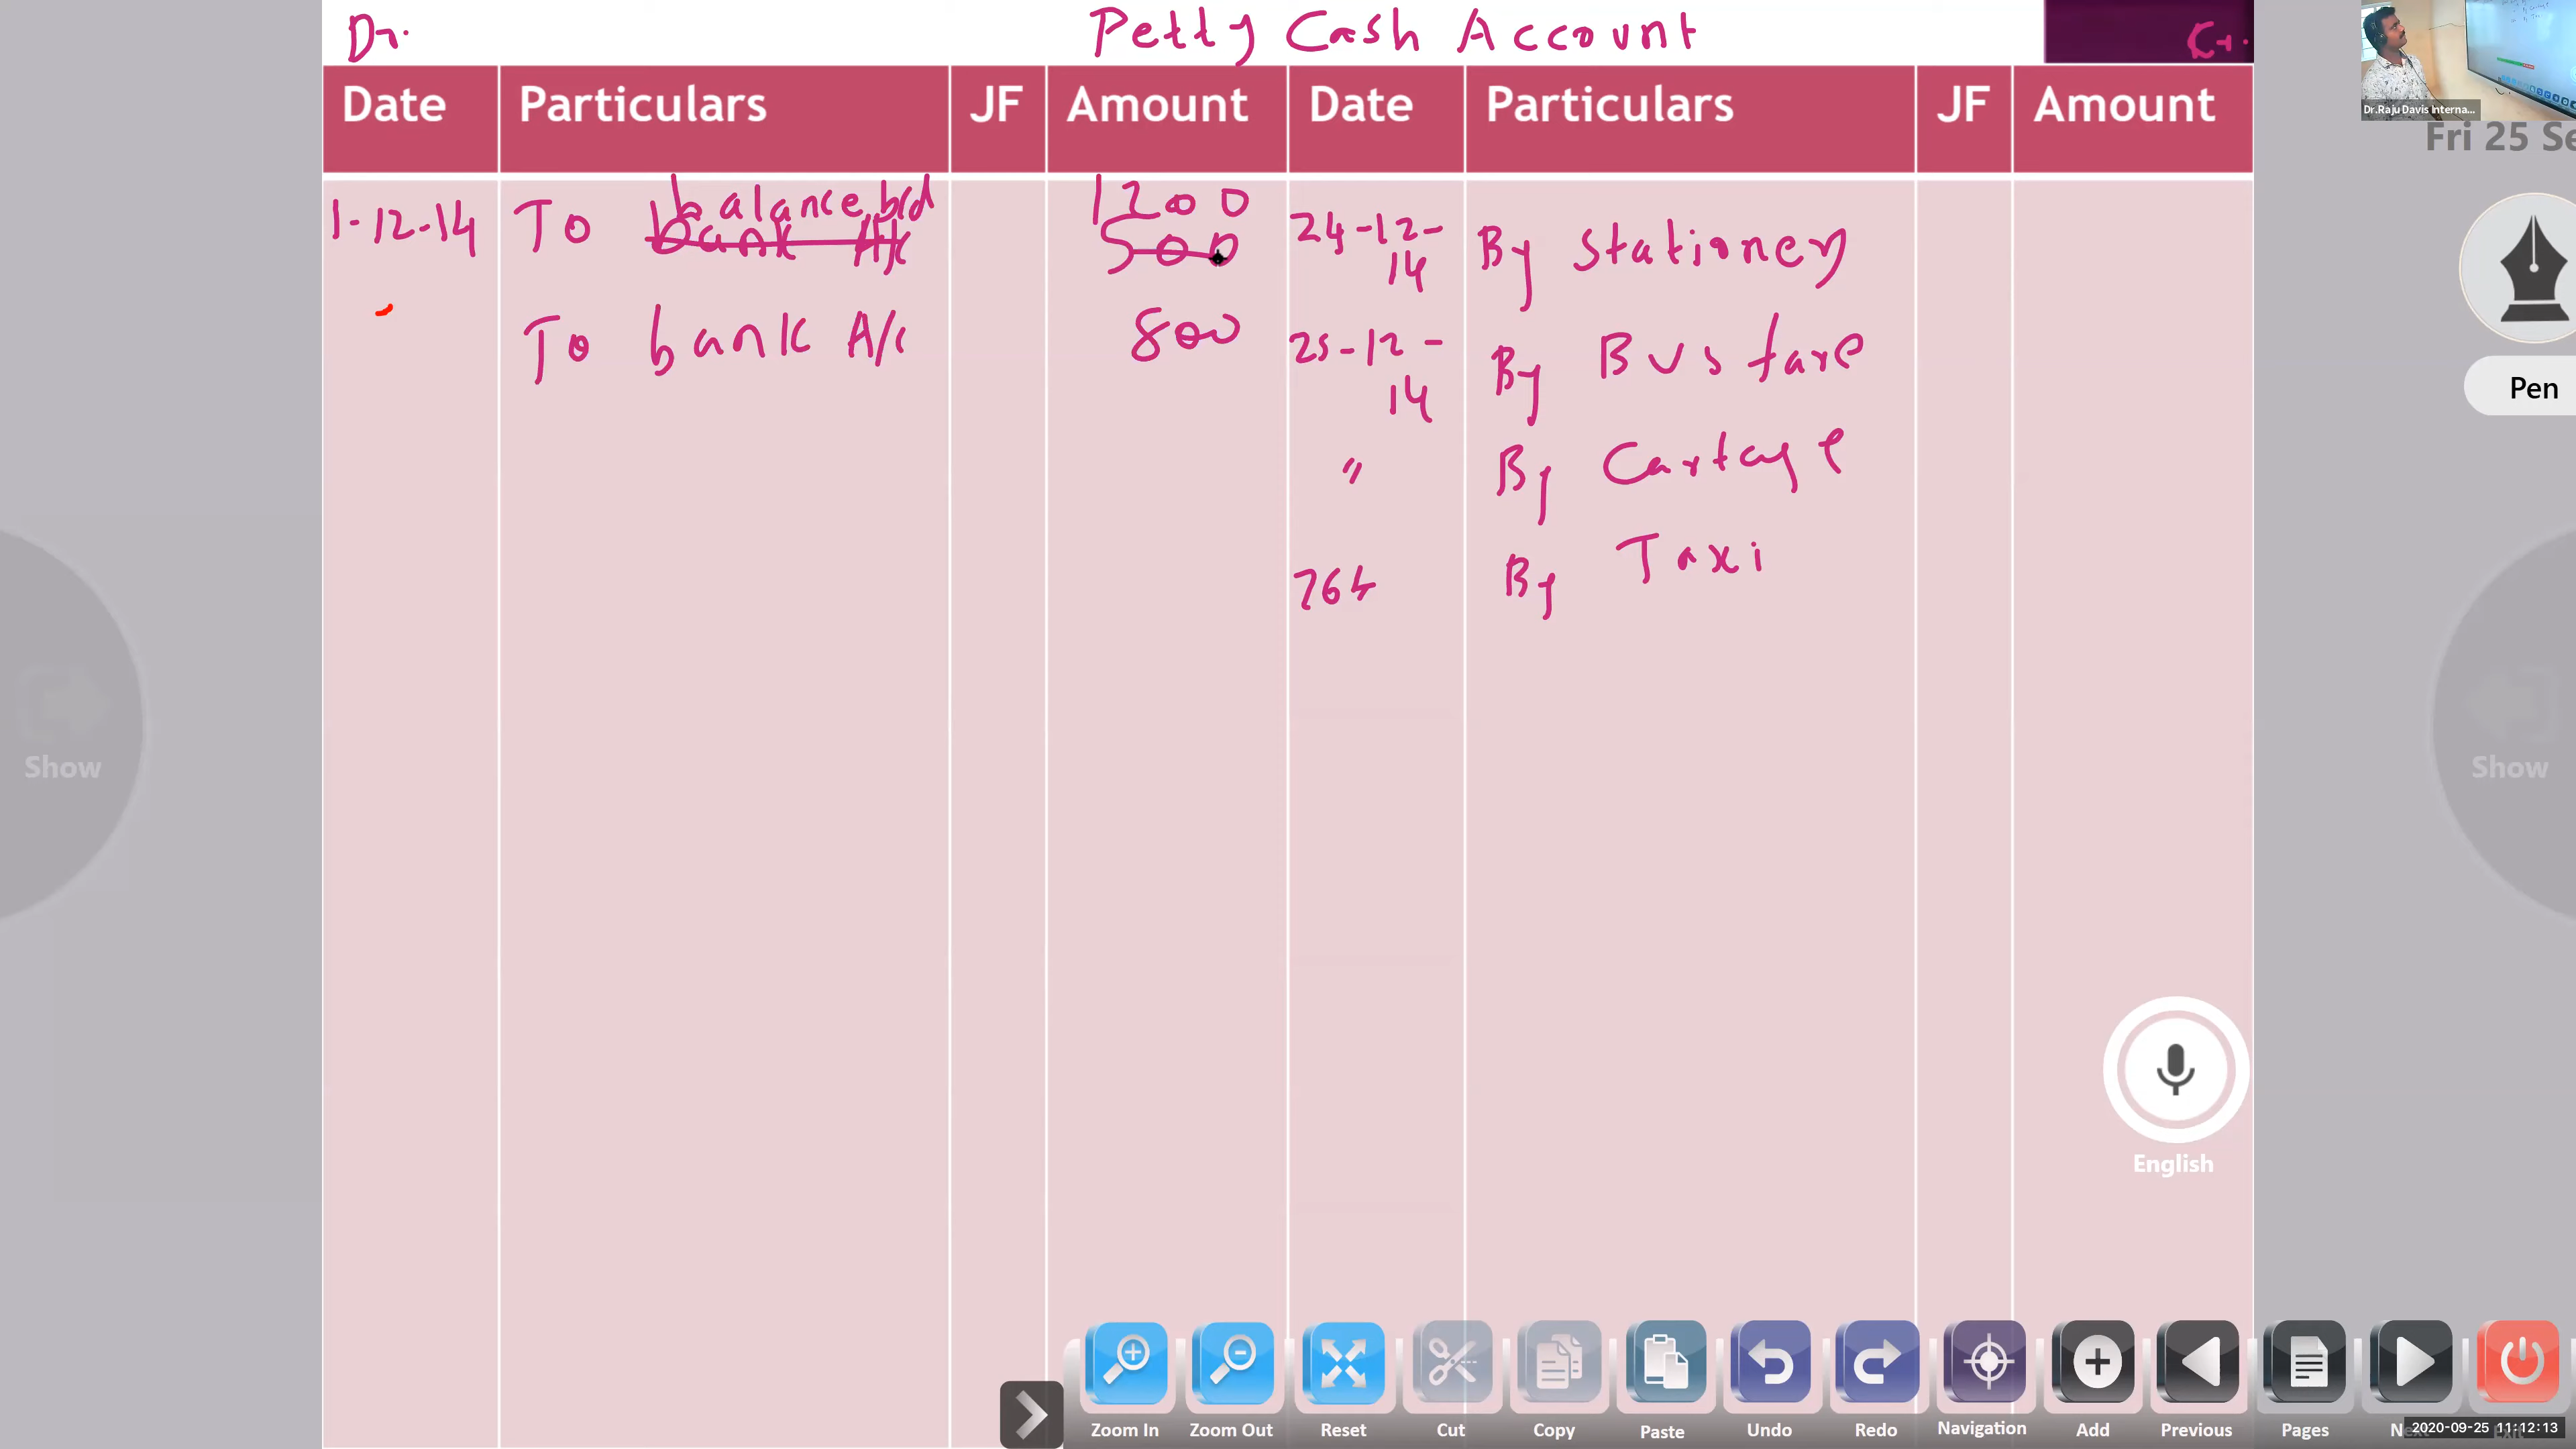 Dr. Petty Cash Account Cr.
Date Particulars JF Amount Date Particulars JF Amount
1-12-14 To balance b/d 1200 24-12-14 By Stationery
bank A/c 500
To bank A/c 800 25-12-14 By Bus fare
" By Cartage
26 By Taxi
Dr.Raju Davis Interna...
Fri 25 Se
Pen
Show
Show
English
Zoom In Zoom Out Reset Cut Copy Paste Undo Redo Navigation Add Previous Pages
2020-09-25 11:12:13